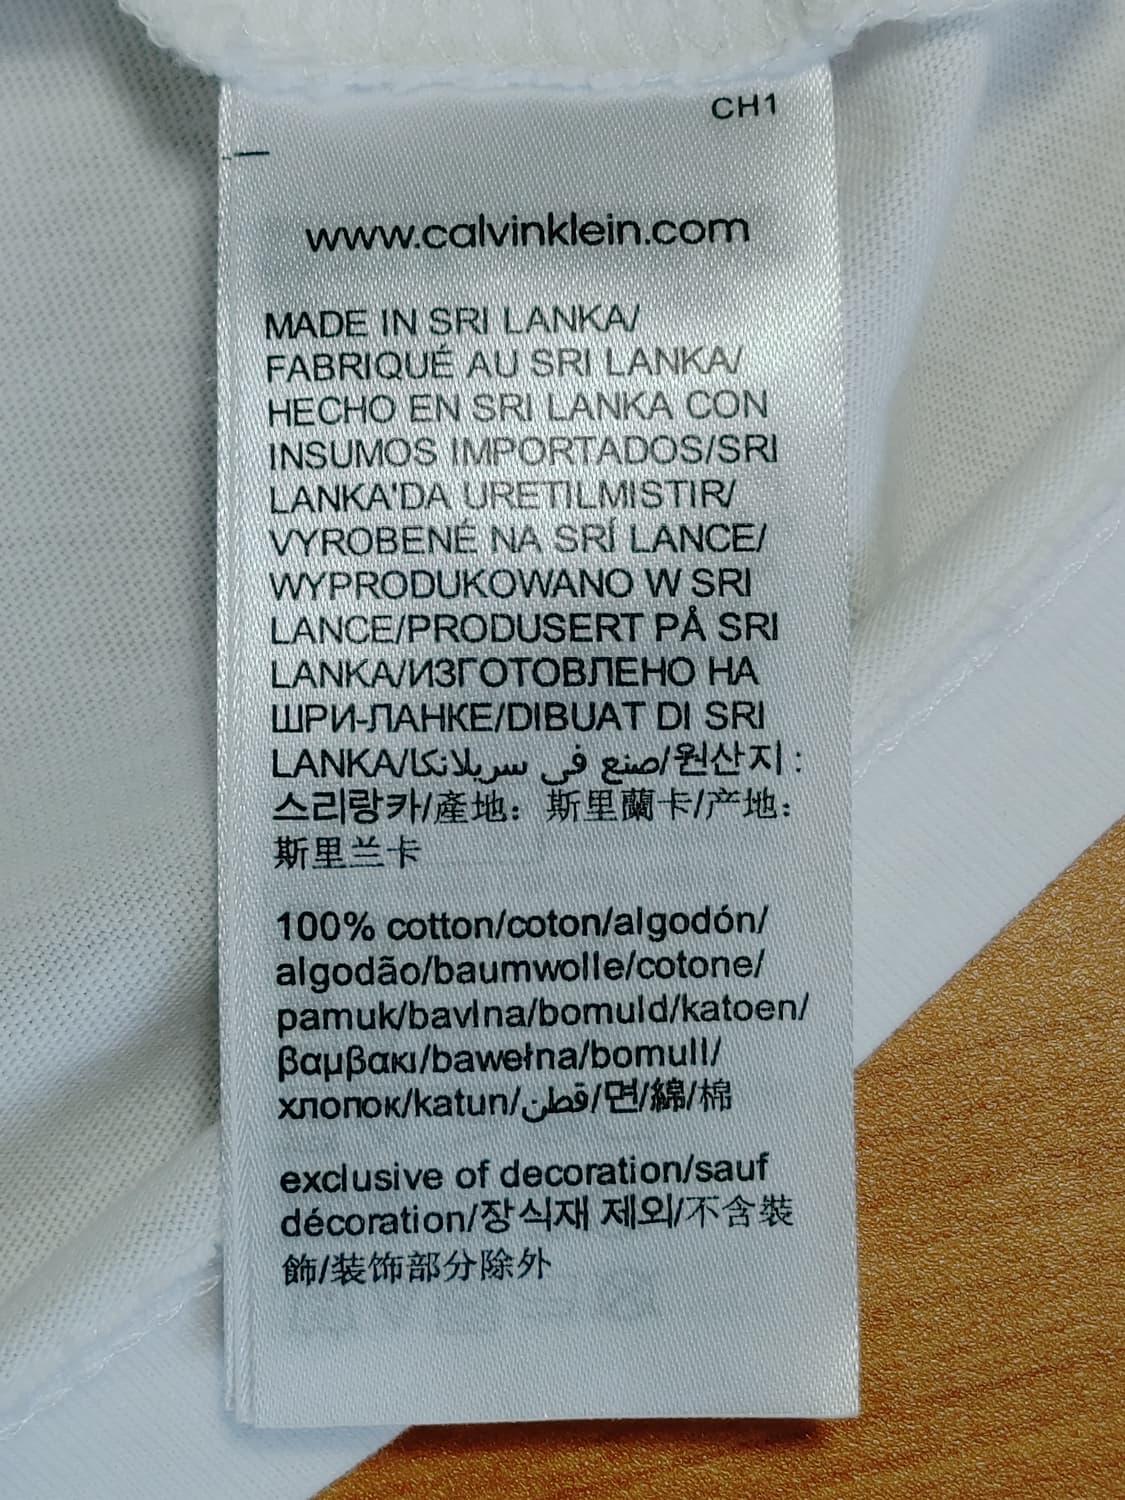 CH1
www.calvinklein.com
MADE IN SRI LANKA/
FABRIQUÉ AU SRI LANKA/
HECHO EN SRI LANKA CON
INSUMOS IMPORTADOS/SRI
LANKA'DA URETILMISTIR/
VYROBENÉ NA SRÍ LANCE/
WYPRODUKOWANO W SRI
LANCE/PRODUSERT PÅ SRI
LANKA/ИЗГОТОВЛЕНО НА
ШРИ-ЛАНКЕ/DIBUAT DI SRI
LANKA/صنع في سريلانكا/원산지 :
스리랑카/產地：斯里蘭卡/产地：
斯里兰卡
100% cotton/coton/algodón/
algodão/baumwolle/cotone/
pamuk/bavlna/bomuld/katoen/
βαμβακι/bawełna/bomull/
хлопок/katun/قطن/면/綿/棉
exclusive of decoration/sauf
décoration/장식재 제외/不含裝
飾/装饰部分除外